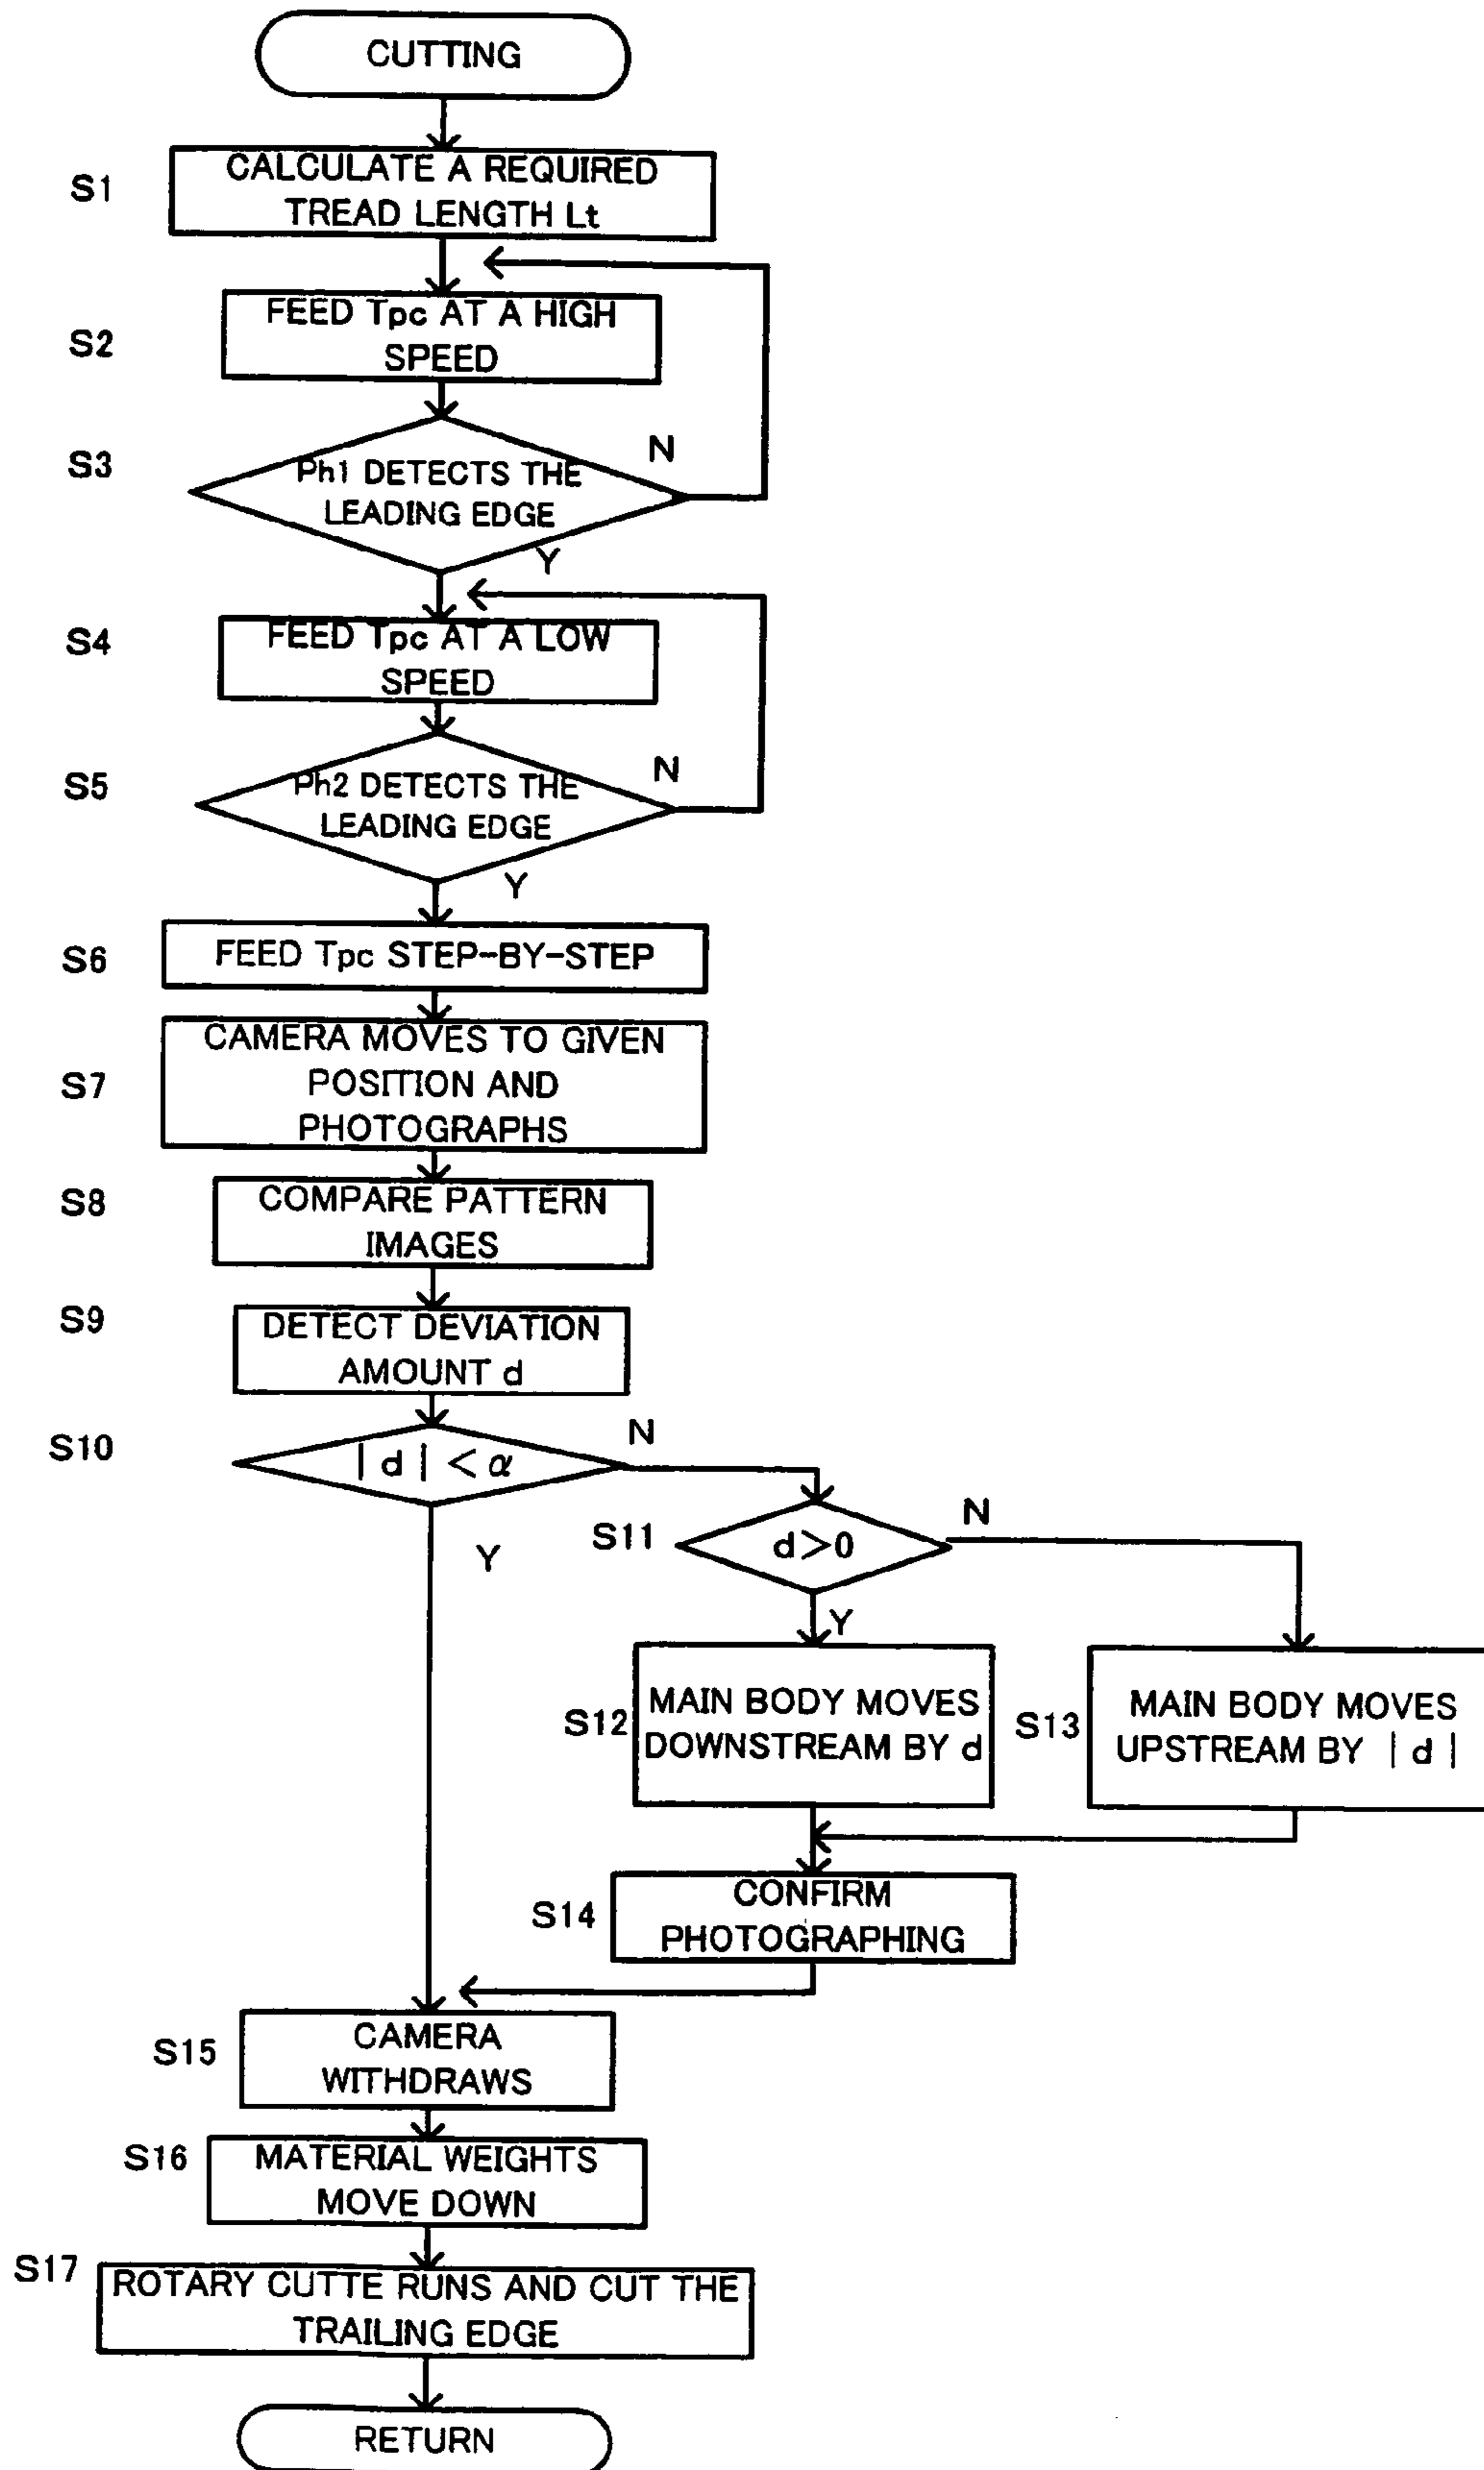 CUTTING
S1
CALCULATE A REQUIRED
TREAD LENGTH Lt
S2
FEED Tpc AT A HIGH
SPEED
S3
Ph1 DETECTS THE
LEADING EDGE
N
Y
S4
FEED Tpc AT A LOW
SPEED
S5
Ph2 DETECTS THE
LEADING EDGE
N
Y
S6
FEED Tpc STEP-BY-STEP
S7
CAMERA MOVES TO GIVEN
POSITION AND
PHOTOGRAPHS
S8
COMPARE PATTERN
IMAGES
S9
DETECT DEVIATION
AMOUNT d
S10
|d|<α
N
Y
S11
d>0
N
Y
S12
MAIN BODY MOVES
DOWNSTREAM BY d
S13
MAIN BODY MOVES
UPSTREAM BY |d|
S14
CONFIRM
PHOTOGRAPHING
S15
CAMERA
WITHDRAWS
S16
MATERIAL WEIGHTS
MOVE DOWN
S17
ROTARY CUTTE RUNS AND CUT THE
TRAILING EDGE
RETURN